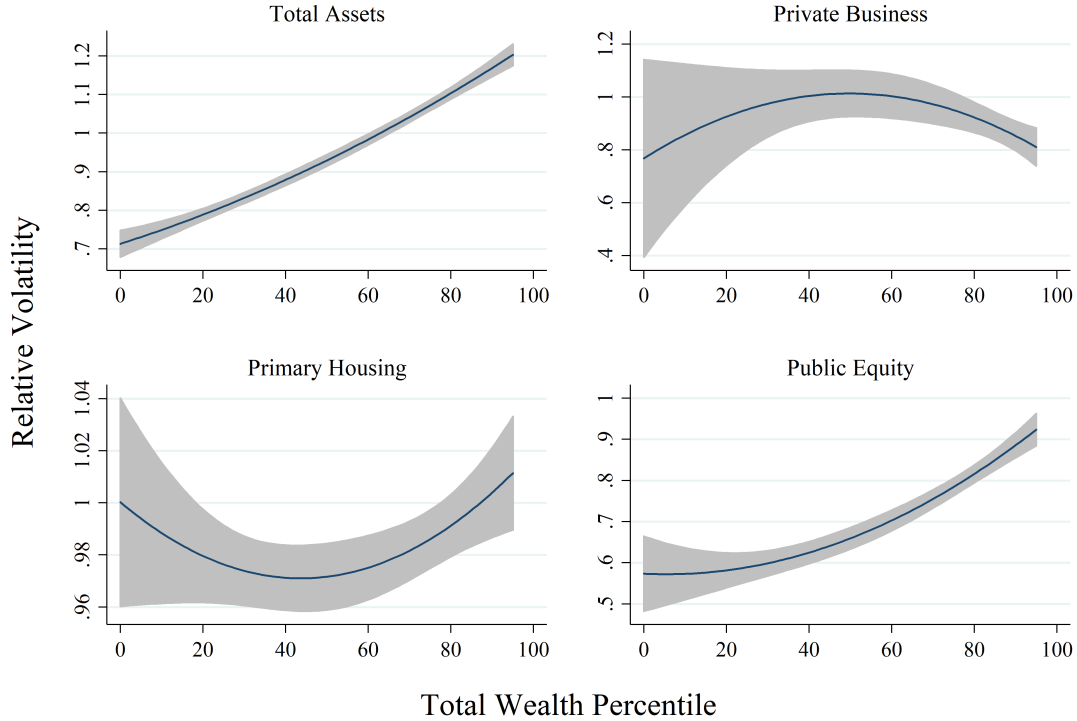 Total Assets
1.2
1.1
1
.9
.8
.7
0 20 40 60 80 100
Private Business
1.2
1
.8
.6
.4
0 20 40 60 80 100
Primary Housing
1.04
1.02
1
.98
.96
0 20 40 60 80 100
Public Equity
1
.9
.8
.7
.6
.5
0 20 40 60 80 100
Relative Volatility
Total Wealth Percentile